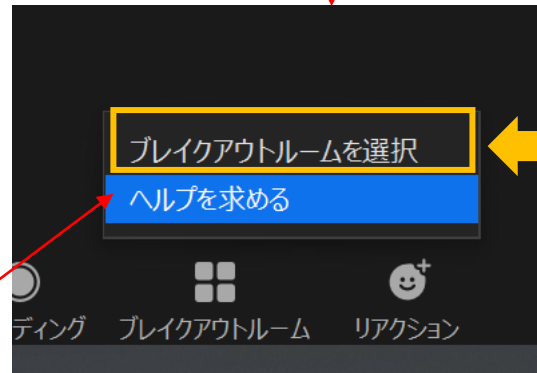 ブレイクアウトルームを選択
ヘルプを求める
ディング ブレイクアウトルーム リアクション